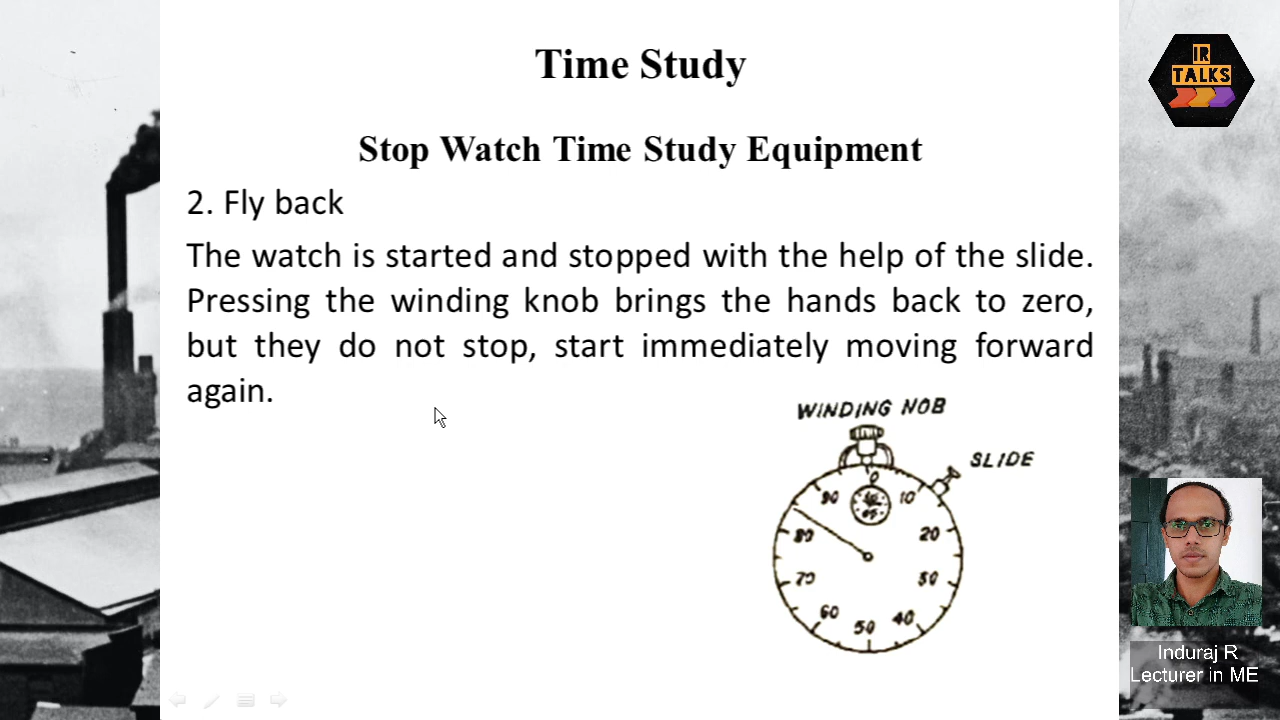 Time Study
IR
TALKS
Stop Watch Time Study Equipment
2. Fly back
The watch is started and stopped with the help of the slide.
Pressing the winding knob brings the hands back to zero,
but they do not stop, start immediately moving forward
again.
WINDING NOB
SLIDE
0
90
10
80
20
70
30
60
40
50
Induraj R
Lecturer in ME